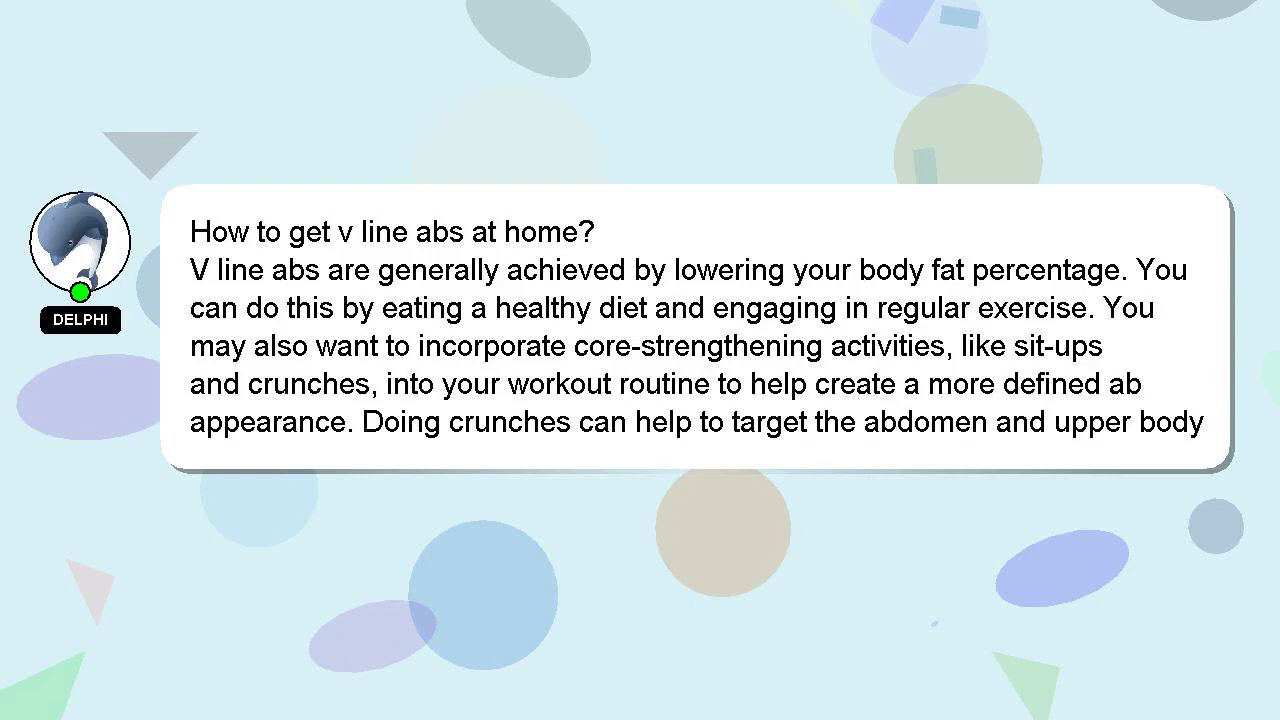 How to get v line abs at home?
V line abs are generally achieved by lowering your body fat percentage. You
can do this by eating a healthy diet and engaging in regular exercise. You
may also want to incorporate core-strengthening activities, like sit-ups
and crunches, into your workout routine to help create a more defined ab
appearance. Doing crunches can help to target the abdomen and upper body
DELPHI